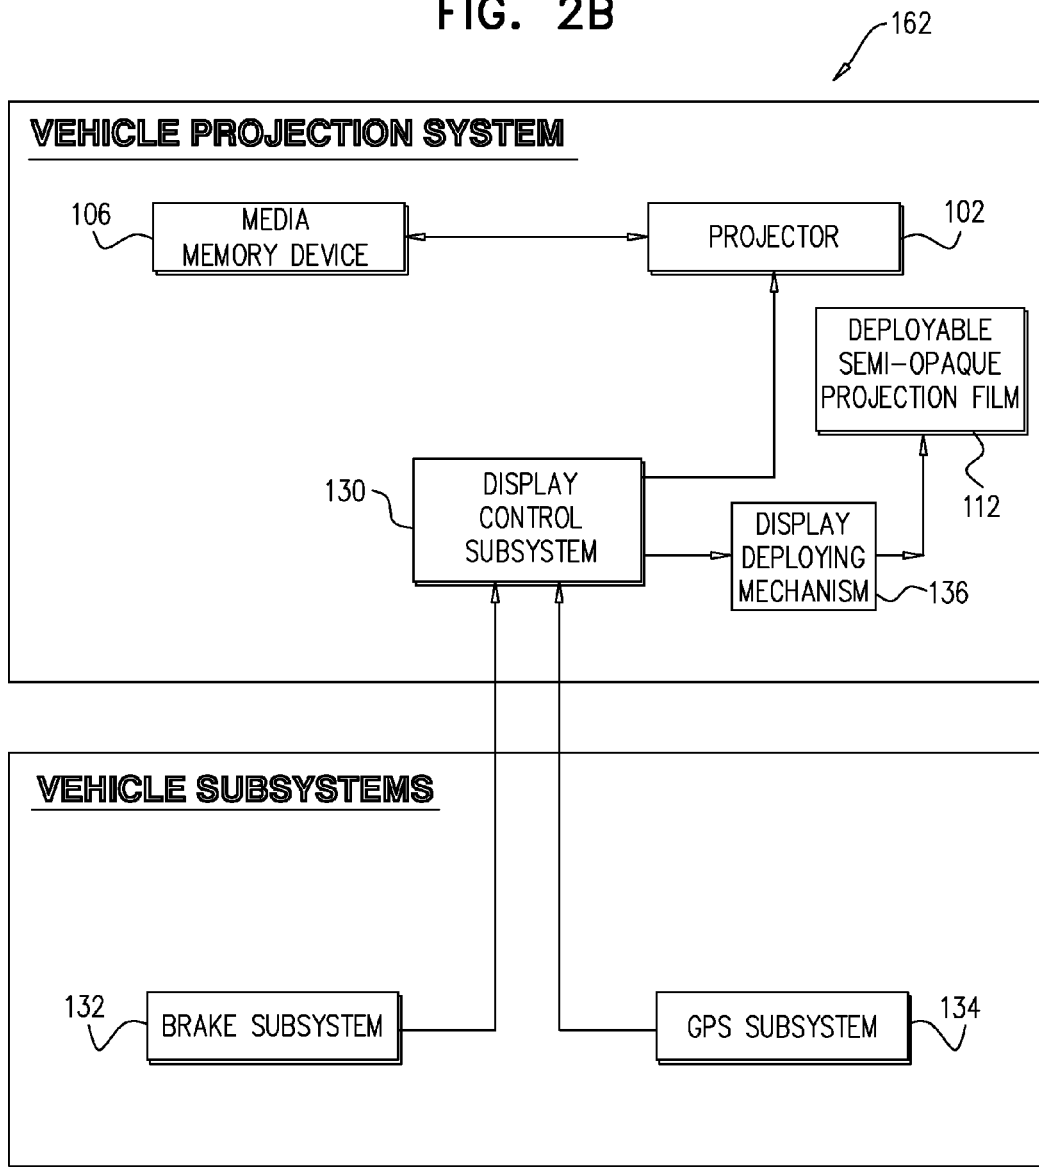 FIG. 2B
162
VEHICLE PROJECTION SYSTEM
106
MEDIA
MEMORY DEVICE
PROJECTOR
102
DEPLOYABLE
SEMI-OPAQUE
PROJECTION FILM
112
130
DISPLAY
CONTROL
SUBSYSTEM
DISPLAY
DEPLOYING
MECHANISM
136
VEHICLE SUBSYSTEMS
132
BRAKE SUBSYSTEM
GPS SUBSYSTEM
134